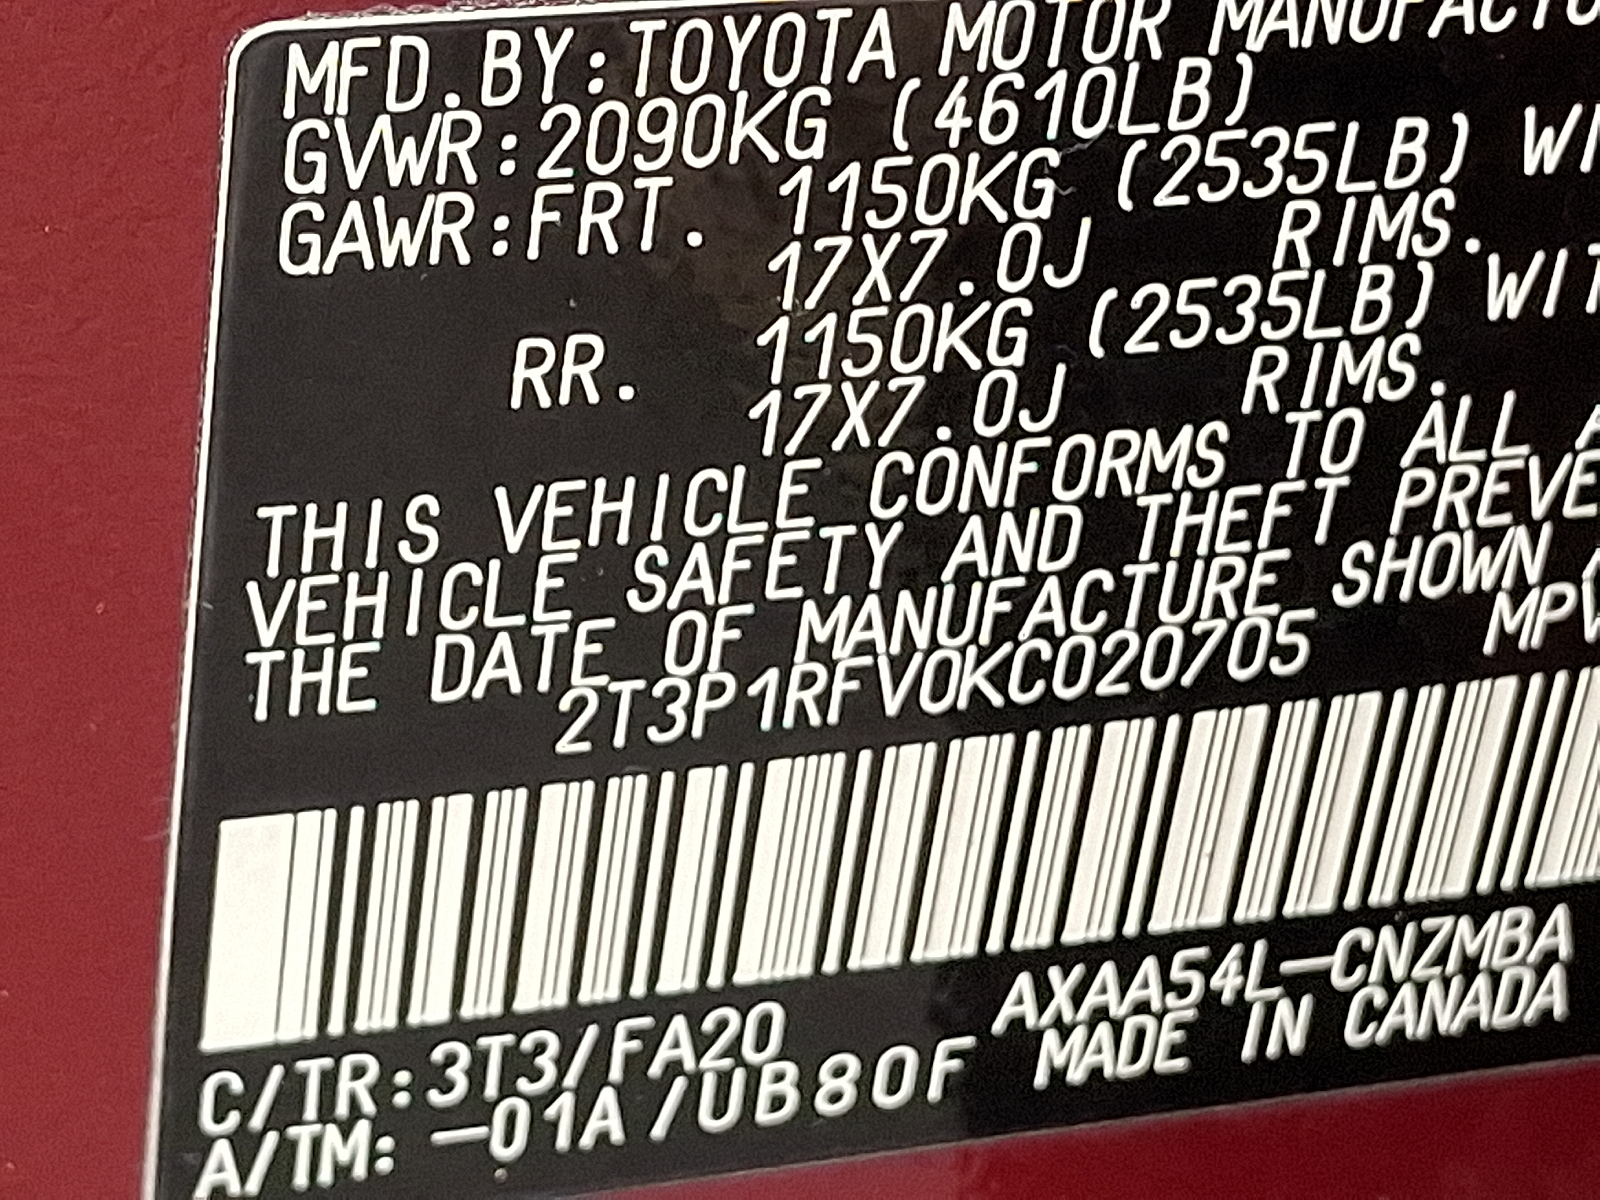 MFD.BY:TOYOTA MOTOR MANUFACTU
GVWR:2090KG (4610LB)
GAWR:FRT. 1150KG (2535LB) WI
17X7.0J RIMS.
RR. 1150KG (2535LB) WIT
17X7.0J RIMS.
THIS VEHICLE CONFORMS TO ALL A
VEHICLE SAFETY AND THEFT PREVE
THE DATE OF MANUFACTURE SHOWN
2T3P1RFV0KC020705 MPV
AXAA54L-CNZMBA
C/TR:3T3/FA20 MADE IN CANADA
A/TM: -01A/UB80F